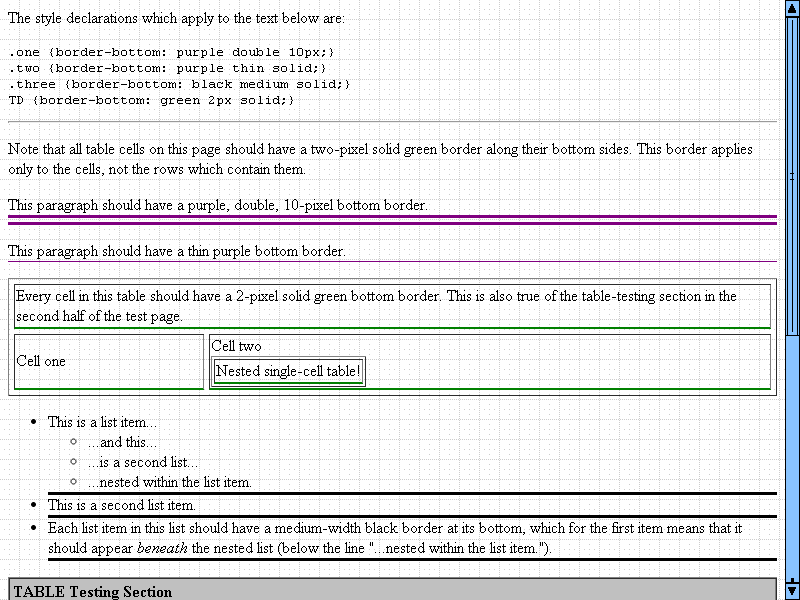 The style declarations which apply to the text below are:
.one {border-bottom: purple double 10px;}
.two {border-bottom: purple thin solid;}
.three {border-bottom: black medium solid;}
TD {border-bottom: green 2px solid;}
Note that all table cells on this page should have a two-pixel solid green border along their bottom sides. This border applies
only to the cells, not the rows which contain them.
This paragraph should have a purple, double, 10-pixel bottom border.
This paragraph should have a thin purple bottom border.
Every cell in this table should have a 2-pixel solid green bottom border. This is also true of the table-testing section in the
second half of the test page.
Cell one
Cell two
Nested single-cell table!
This is a list item...
...and this...
...is a second list...
...nested within the list item.
This is a second list item.
Each list item in this list should have a medium-width black border at its bottom, which for the first item means that it
should appear beneath the nested list (below the line "...nested within the list item.").
TABLE Testing Section